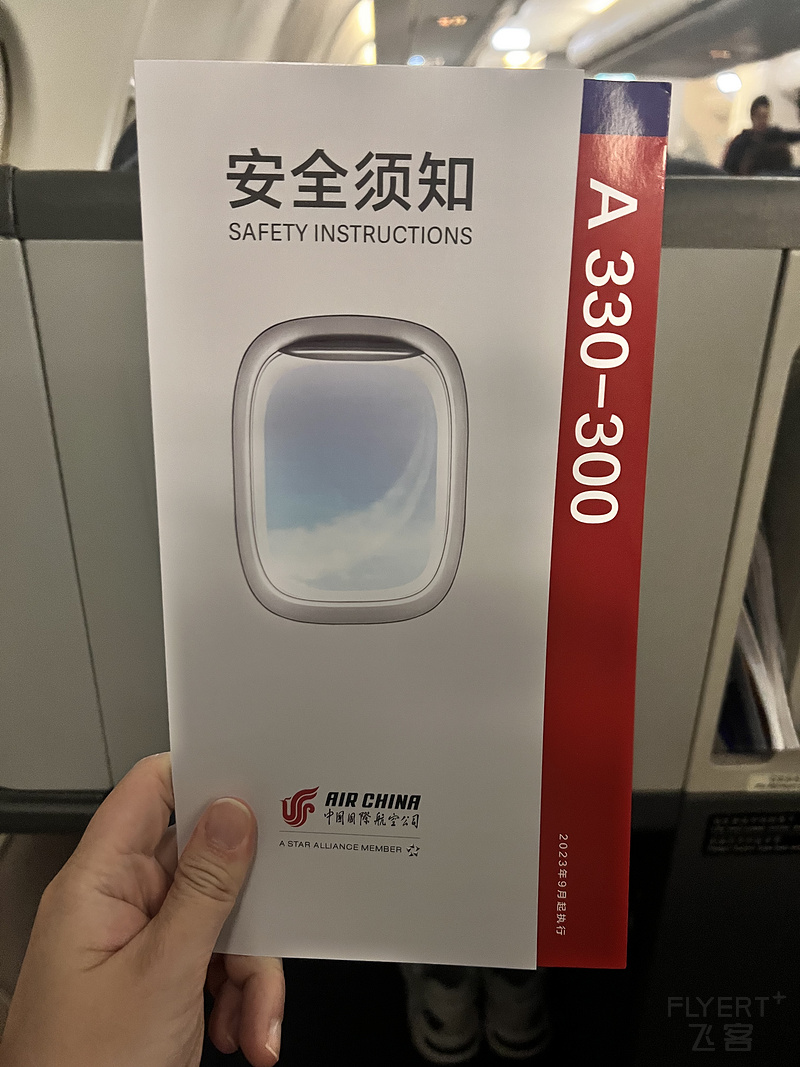 安全须知
SAFETY INSTRUCTIONS
A 330-300
AIR CHINA
中国国际航空公司
A STAR ALLIANCE MEMBER
2023年9月起执行
FLYERT+
飞客